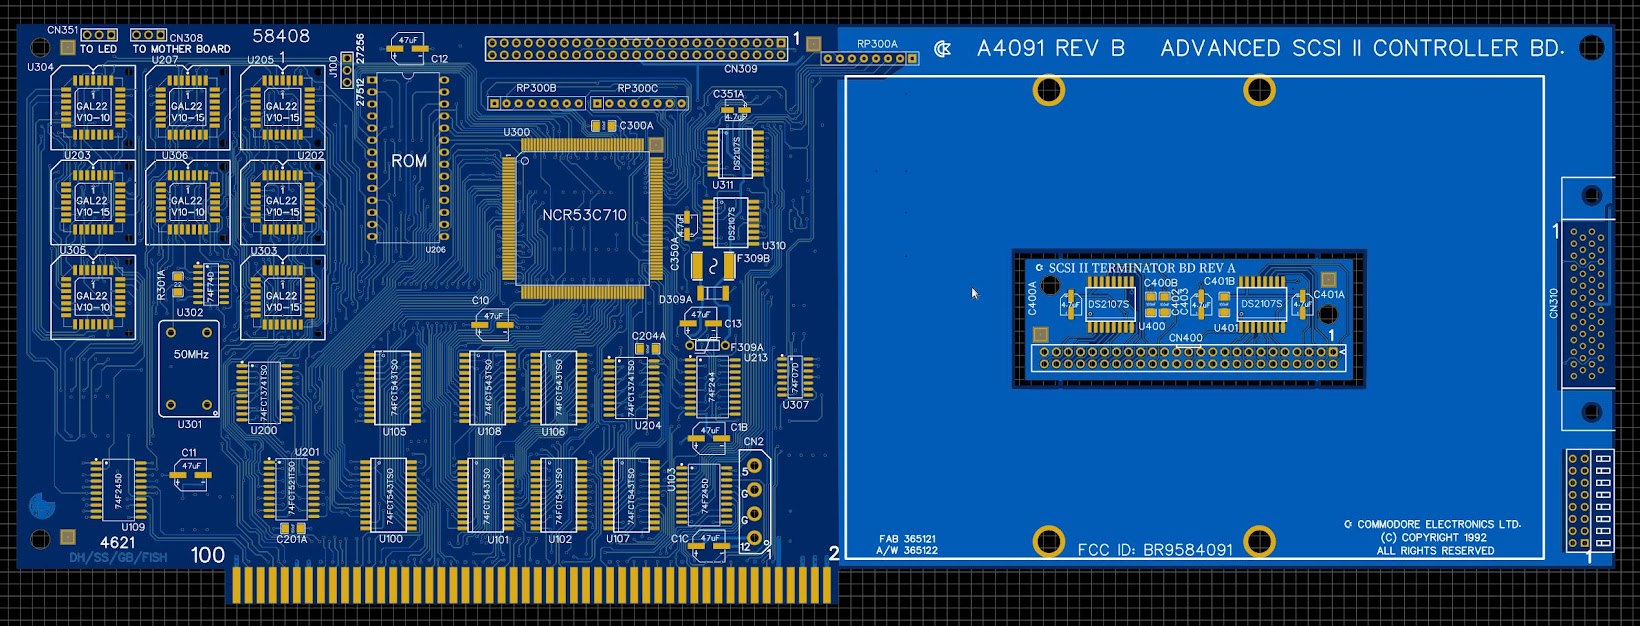 CN351
TO LED
CN308
TO MOTHER BOARD
58408
47uF
C12
J100
27256
27512
CN309
1
RP300A
A4091 REV B
ADVANCED SCSI II CONTROLLER BD.
U304
GAL22
V10-10
U207
GAL22
V10-15
U205
1
GAL22
V10-15
U203
GAL22
V10-15
U306
GAL22
V10-10
U202
GAL22
V10-15
U305
GAL22
V10-10
U303
GAL22
V10-15
R301A
22
74F74D
U302
50MHz
U301
ROM
U206
RP300B
RP300C
U300
C300A
NCR53C710
C351A
4.7uF
DS2107S
U311
DS2107S
U310
C350A
4.7uF
F309B
D309A
47uF
C13
C10
47uF
F309A
U213
C204A
74FCT374TSO
U200
74FCT543TSO
U105
74FCT543TSO
U108
74FCT543TSO
U106
74FCT374TSO
U204
74F244
74F07D
U307
C11
47uF
74F245D
U109
U201
74FCT521TSO
C201A
74FCT543TSO
U100
74FCT543TSO
U101
74FCT543TSO
U102
74FCT543TSO
U107
U103
74F245D
47uF
C1B
CN2
5
G
G
12
1
C1C
47uF
4621
DH/SS/GB/FISH
100
2
SCSI II TERMINATOR BD REV A
C400A
4.7uF
DS2107S
U400
C400B
C402
C403
4.7uF
C401B
U401
DS2107S
4.7uF
C401A
CN400
1
1
CN310
FAB 365121
A/W 365122
FCC ID: BR9584091
COMMODORE ELECTRONICS LTD.
(C) COPYRIGHT 1992
ALL RIGHTS RESERVED
1